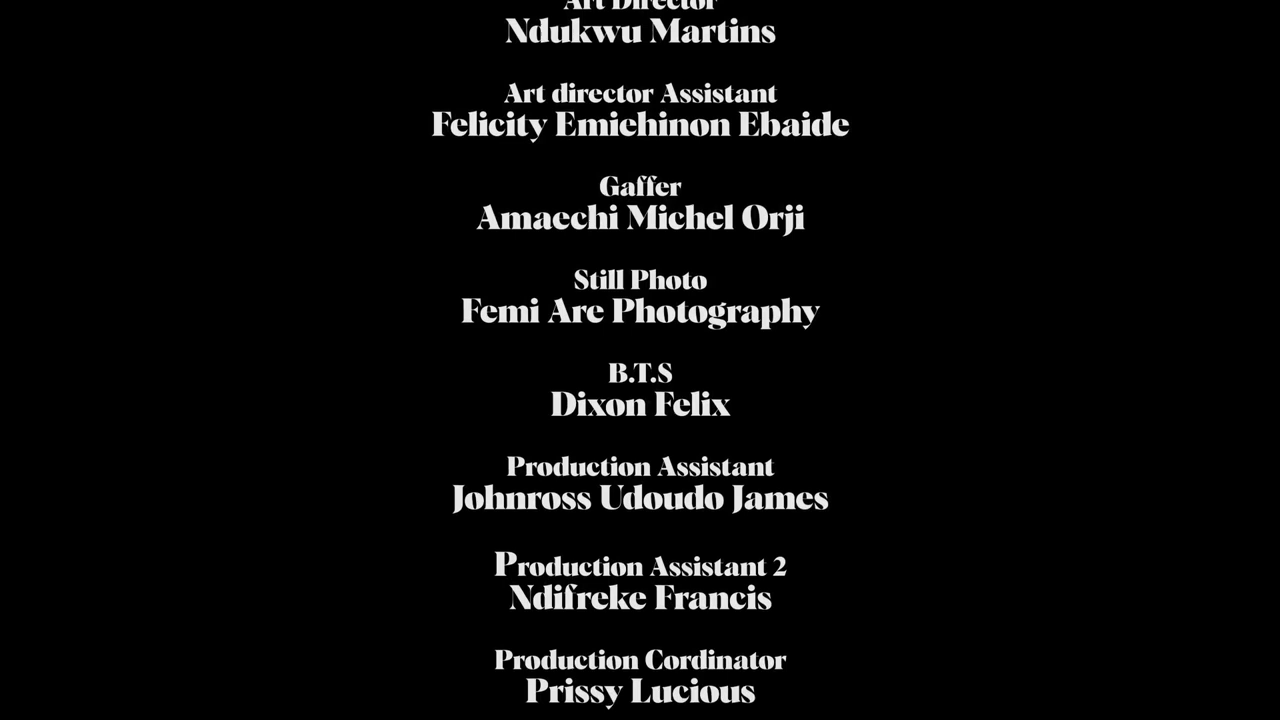 Art Director
Ndukwu Martins
Art director Assistant
Felicity Emiehinon Ebaide
Gaffer
Amaechi Michel Orji
Still Photo
Femi Are Photography
B.T.S
Dixon Felix
Production Assistant
Johnross Udoudo James
Production Assistant 2
Ndifreke Francis
Production Cordinator
Prissy Lucious